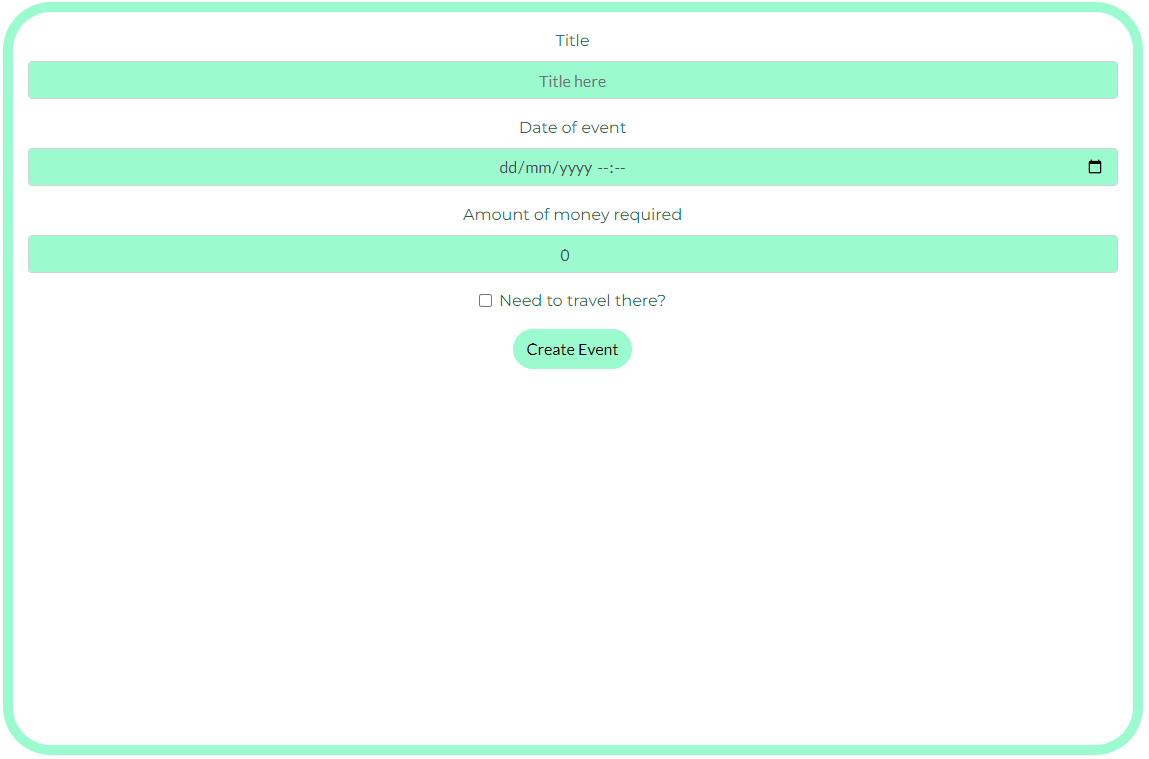 Title
Title here
Date of event
dd/mm/yyyy --:--
Amount of money required
0
Need to travel there?
Create Event